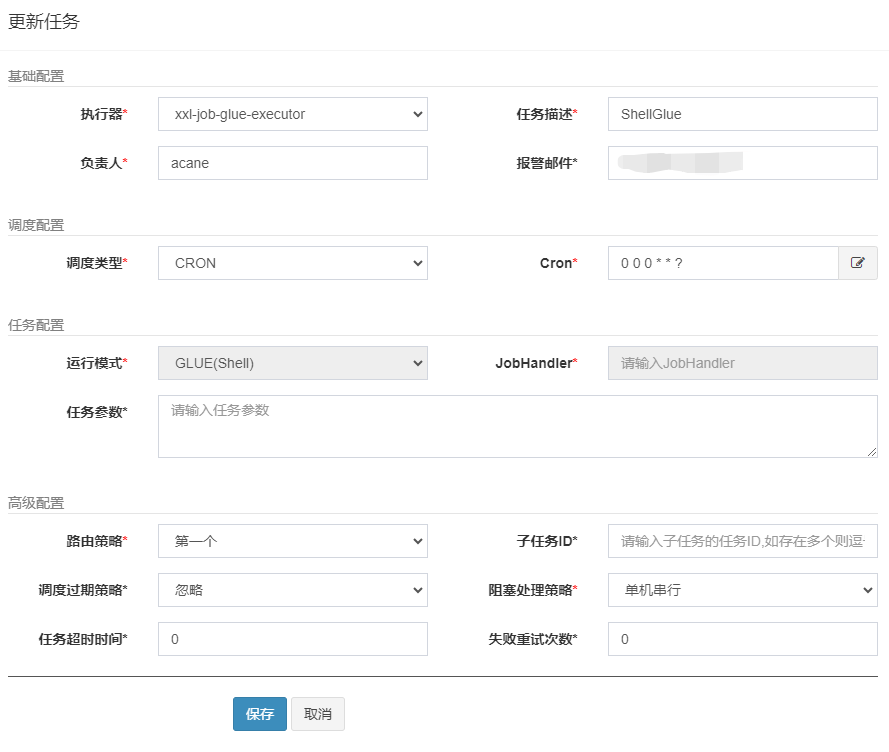 更新任务
基础配置
执行器* xxl-job-glue-executor 任务描述* ShellGlue
负责人* acane 报警邮件*
调度配置
调度类型* CRON Cron* 0 0 0 * * ?
任务配置
运行模式* GLUE(Shell) JobHandler* 请输入JobHandler
任务参数* 请输入任务参数
高级配置
路由策略* 第一个 子任务ID* 请输入子任务的任务ID,如存在多个则逗
调度过期策略* 忽略 阻塞处理策略* 单机串行
任务超时时间* 0 失败重试次数* 0
保存 取消